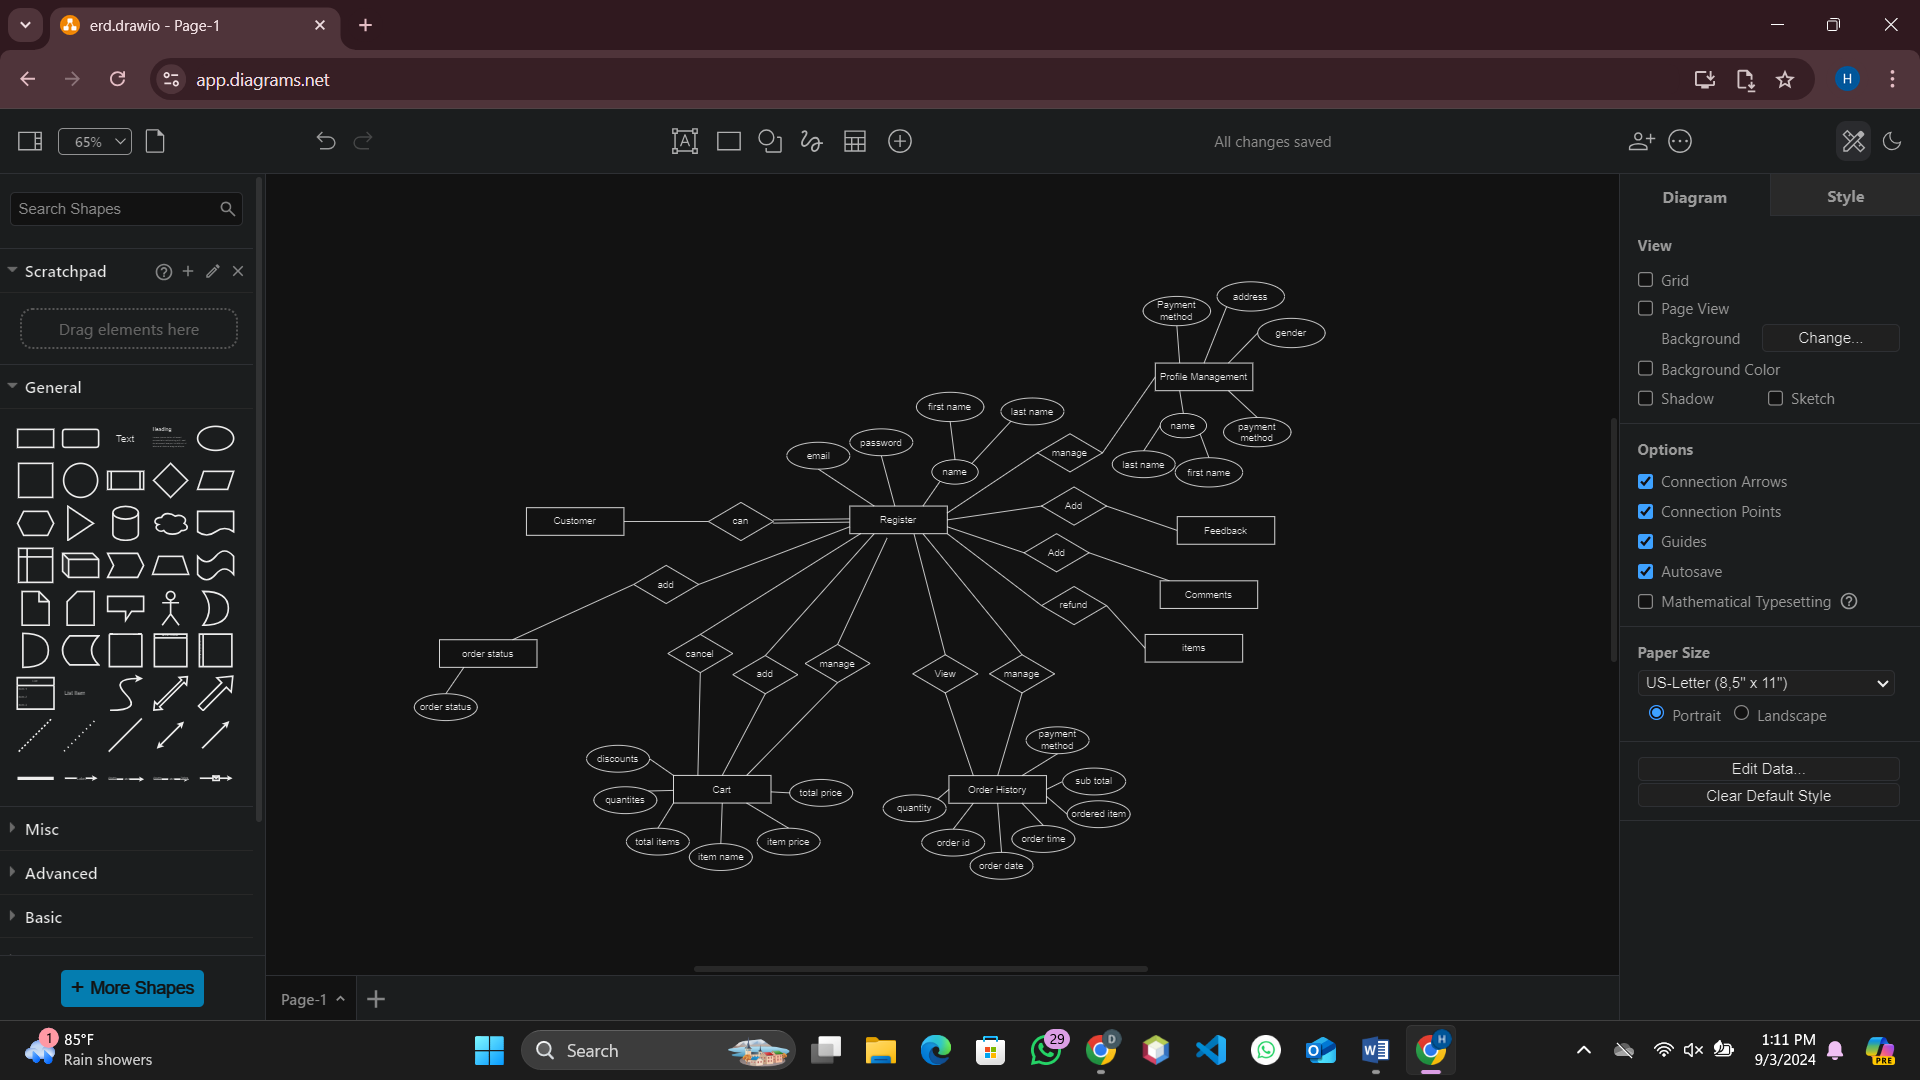 erd.drawio - Page-1
app.diagrams.net
H
65%
All changes saved
Search Shapes
Scratchpad
Drag elements here
General
Text
Heading
List Item
Misc
Advanced
Basic
+ More Shapes
Payment
method
address
gender
Profile Management
first name
last name
name
payment
method
password
email
name
manage
last name
first name
Add
Customer
can
Register
Feedback
Add
add
Comments
refund
order status
cancel
add
manage
View
manage
items
order status
payment
method
discounts
Cart
Order History
sub total
quantites
total price
quantity
ordered item
total items
item name
item price
order id
order time
order date
Page-1
Diagram
Style
View
Grid
Page View
Background
Change...
Background Color
Shadow
Sketch
Options
Connection Arrows
Connection Points
Guides
Autosave
Mathematical Typesetting
Paper Size
US-Letter (8,5" x 11")
Portrait
Landscape
Edit Data...
Clear Default Style
1
85°F
Rain showers
Search
29
D
H
1:11 PM
9/3/2024
PRE